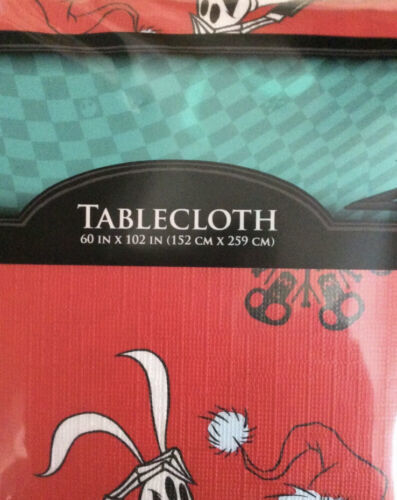 TABLECLOTH
60 IN X 102 IN (152 CM X 259 CM)